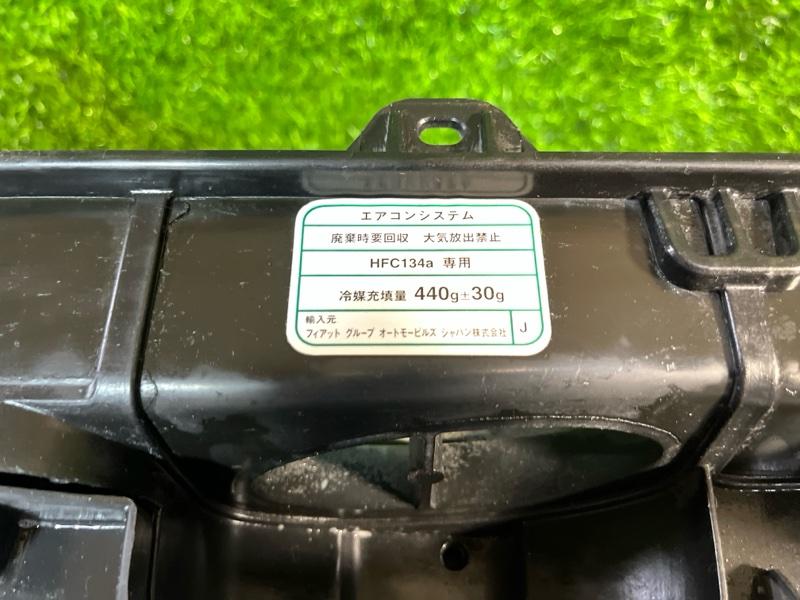 エアコンシステム
廃棄時要回収 大気放出禁止
HFC134a 専用
冷媒充填量 440g±30g
輸入元
フィアット グループ オートモービルズ ジャパン株式会社
J